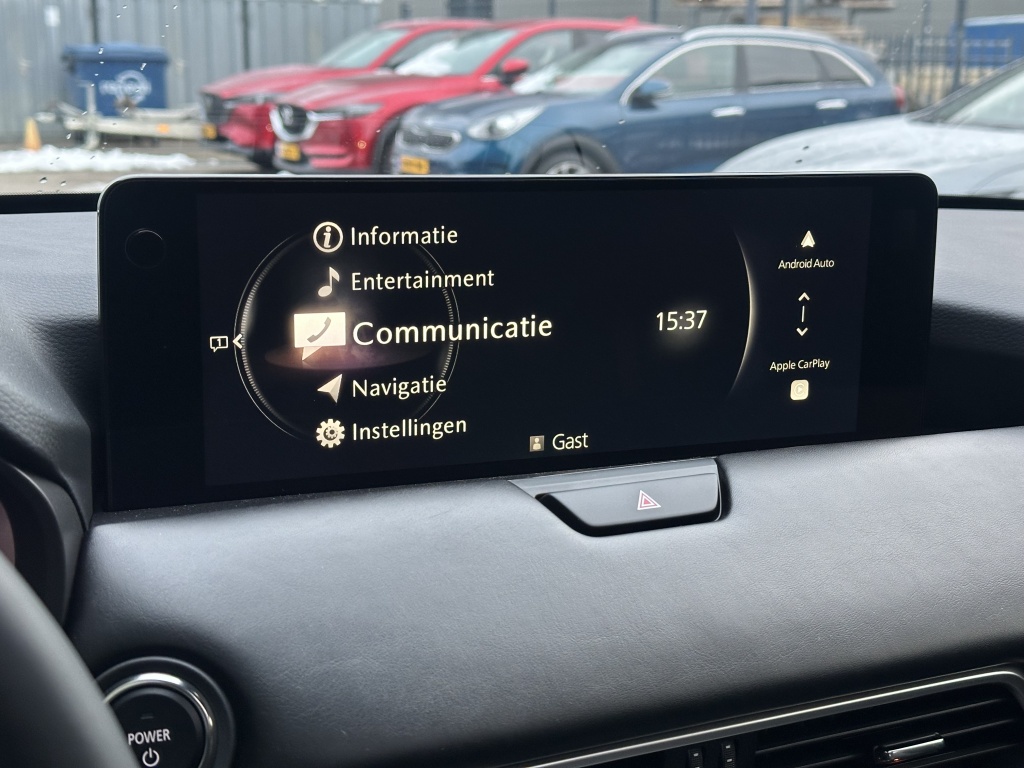 Informatie
Entertainment
Communicatie
Navigatie
Instellingen
15:37
Gast
Android Auto
Apple CarPlay
POWER